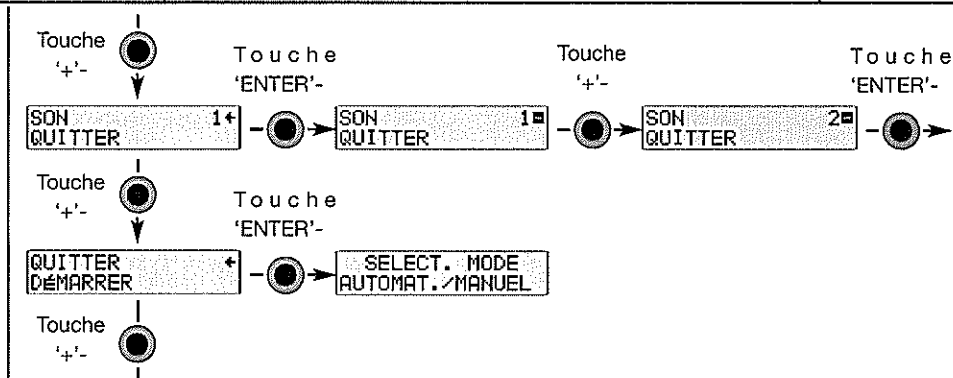 Touche
'+'-
Touche
'ENTER'-
Touche
'+'-
Touche
'ENTER'-
SON 1←
QUITTER
SON 1
QUITTER
SON 2
QUITTER
Touche
'+'-
Touche
'ENTER'-
QUITTER ←
DÉMARRER
SELECT. MODE
AUTOMAT./MANUEL
Touche
'+'-